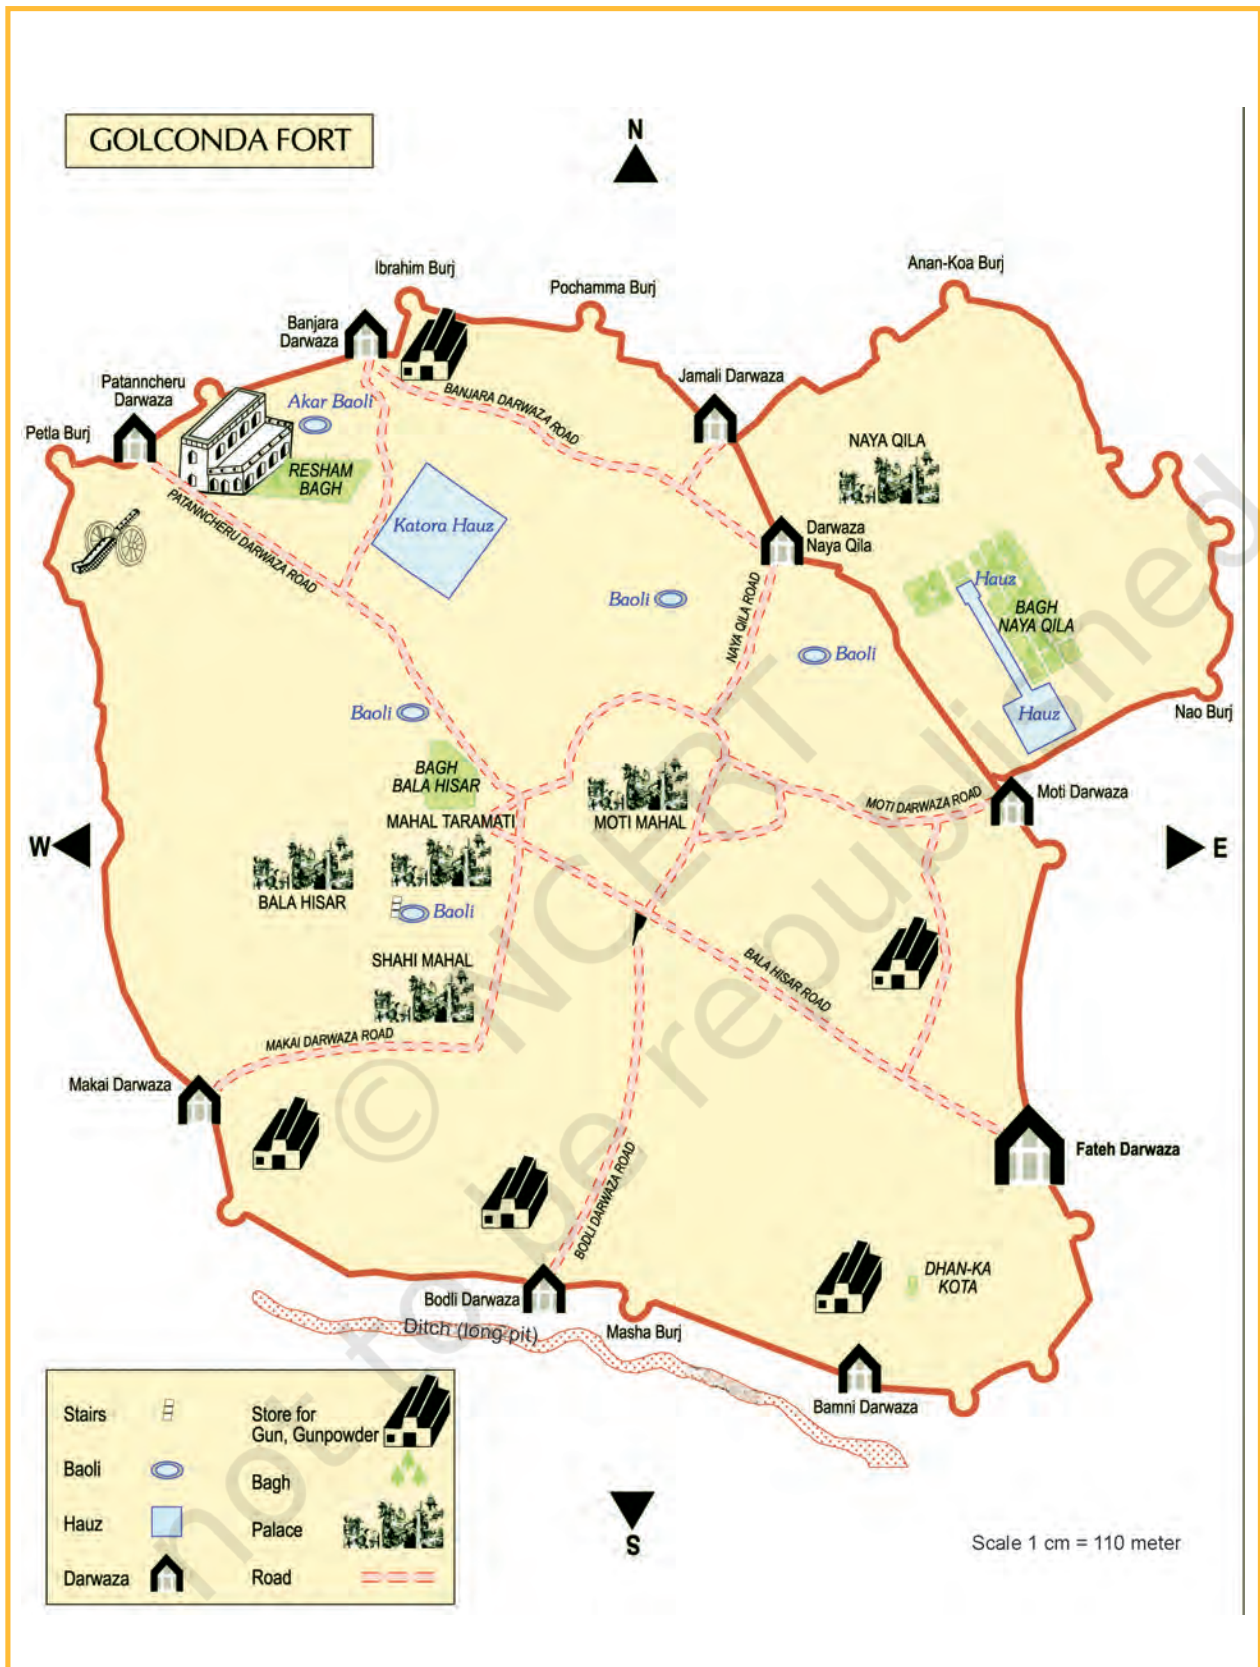 GOLCONDA FORT
N
Ibrahim Burj
Pochamma Burj
Anan-Koa Burj
Banjara
Darwaza
Patanncheru
Darwaza
Jamali Darwaza
Petla Burj
Akar Baoli
BANJARA DARWAZA ROAD
NAYA QILA
RESHAM
BAGH
PATANNCHERU DARWAZA ROAD
Katora Hauz
Darwaza
Naya Qila
Baoli
NAYA QILA ROAD
Hauz
BAGH
NAYA QILA
Baoli
Baoli
Hauz
Nao Burj
BAGH
BALA HISAR
MOTI DARWAZA ROAD
Moti Darwaza
MAHAL TARAMATI
MOTI MAHAL
W
E
BALA HISAR
Baoli
SHAHI MAHAL
BALA HISAR ROAD
MAKAI DARWAZA ROAD
Makai Darwaza
Fateh Darwaza
BODLI DARWAZA ROAD
DHAN-KA
KOTA
Bodli Darwaza
Ditch (long pit)
Masha Burj
Bamni Darwaza
Stairs
Store for
Gun, Gunpowder
Baoli
Bagh
Hauz
Palace
Darwaza
Road
S
Scale 1 cm = 110 meter
© NCERT
not to be republished